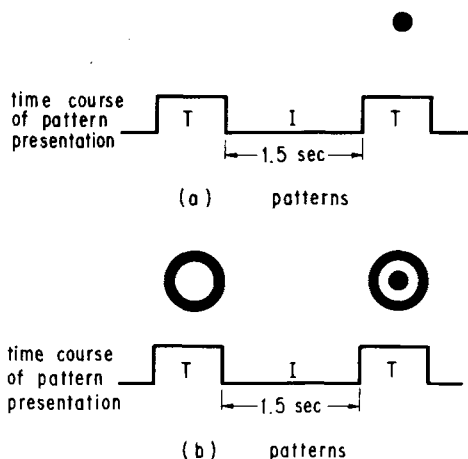 time course
of pattern
presentation
T I T
1.5 sec
(a) patterns
time course
of pattern
presentation
T I T
1.5 sec
(b) patterns